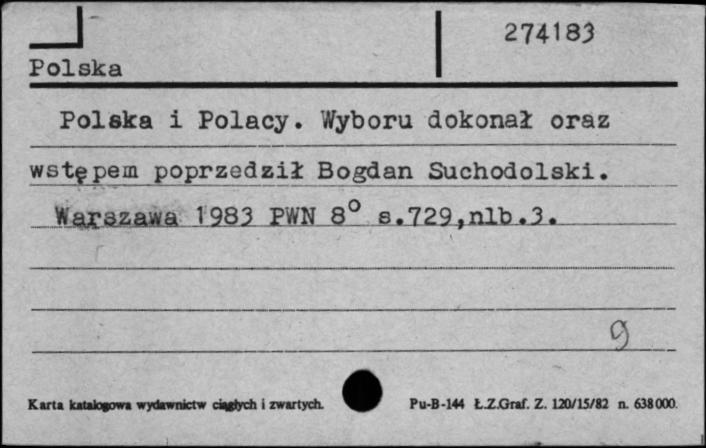 274183
Polska
Polska i Polacy. Wyboru dokonał oraz
wstępem poprzedził Bogdan Suchodolski.
Warszawa 1983 PWN 8° s.729,nlb.3.
9
Karta katalogowa wydawnictw ciągłych i zwartych. Pu-B-144 Ł.Z.Graf. Z. 120/15/82 n. 638000.